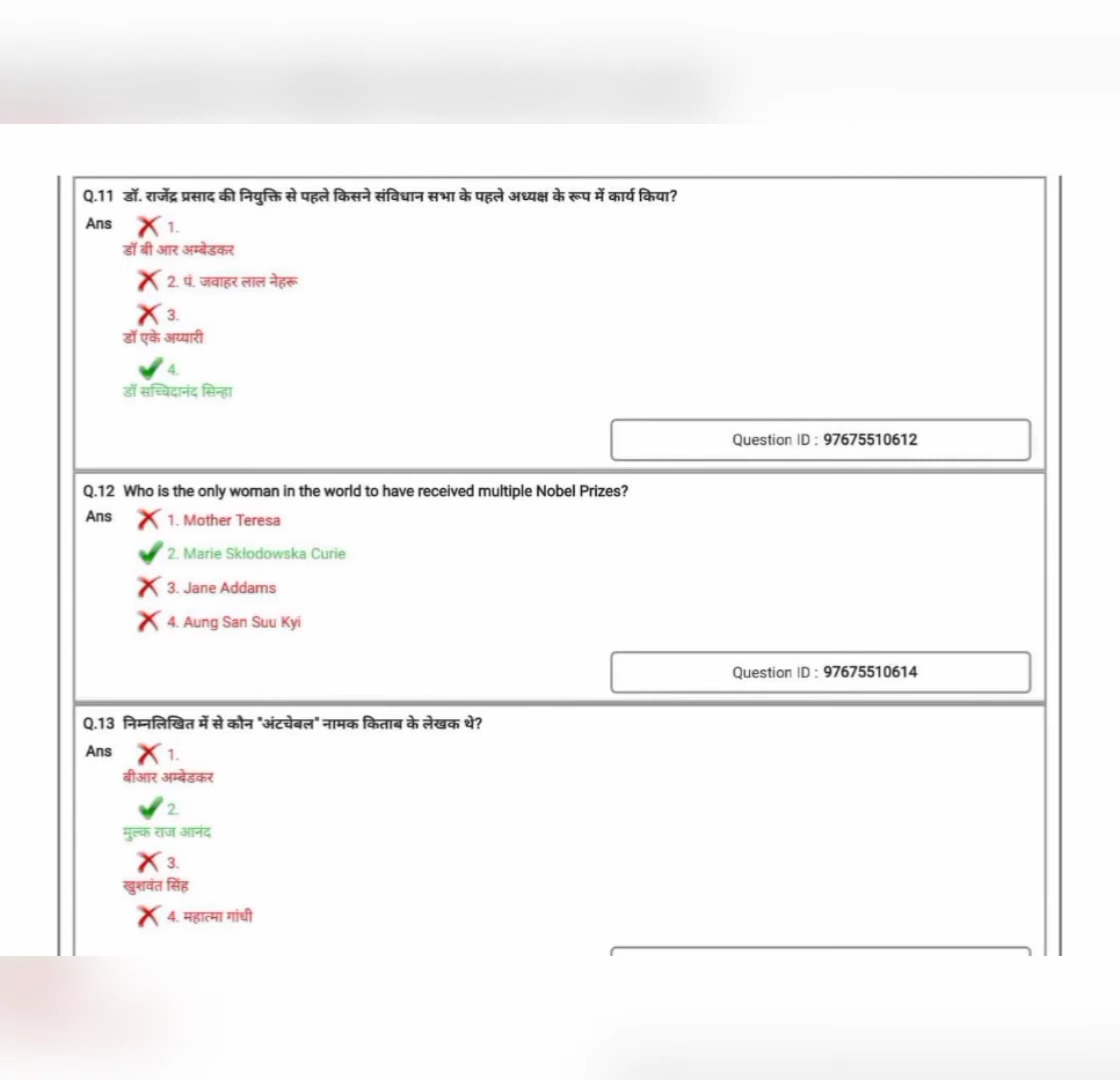 Q.11 डॉ. राजेंद्र प्रसाद की नियुक्ति से पहले किसने संविधान सभा के पहले अध्यक्ष के रूप में कार्य किया?
Ans 1.
डॉ बी आर अम्बेडकर
2. पं. जवाहर लाल नेहरू
3.
डॉ एके अय्यारी
4.
डॉ सच्चिदानंद सिन्हा
Question ID : 97675510612
Q.12 Who is the only woman in the world to have received multiple Nobel Prizes?
Ans 1. Mother Teresa
2. Marie Skłodowska Curie
3. Jane Addams
4. Aung San Suu Kyi
Question ID : 97675510614
Q.13 निम्नलिखित में से कौन "अंटचेबल" नामक किताब के लेखक थे?
Ans 1.
बीआर अम्बेडकर
2.
मुल्क राज आनंद
3.
खुशवंत सिंह
4. महात्मा गांधी